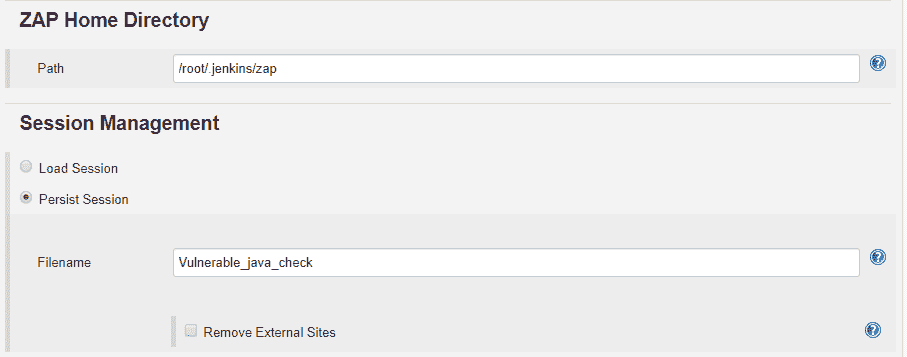 ZAP Home Directory
Path /root/.jenkins/zap
Session Management
Load Session
Persist Session
Filename Vulnerable_java_check
Remove External Sites